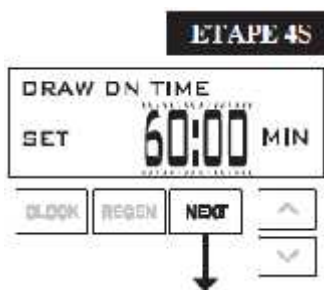 ETAPE 4S
DRAW ON TIME
SET 60:00 MIN
CLOCK REGEN NEXT